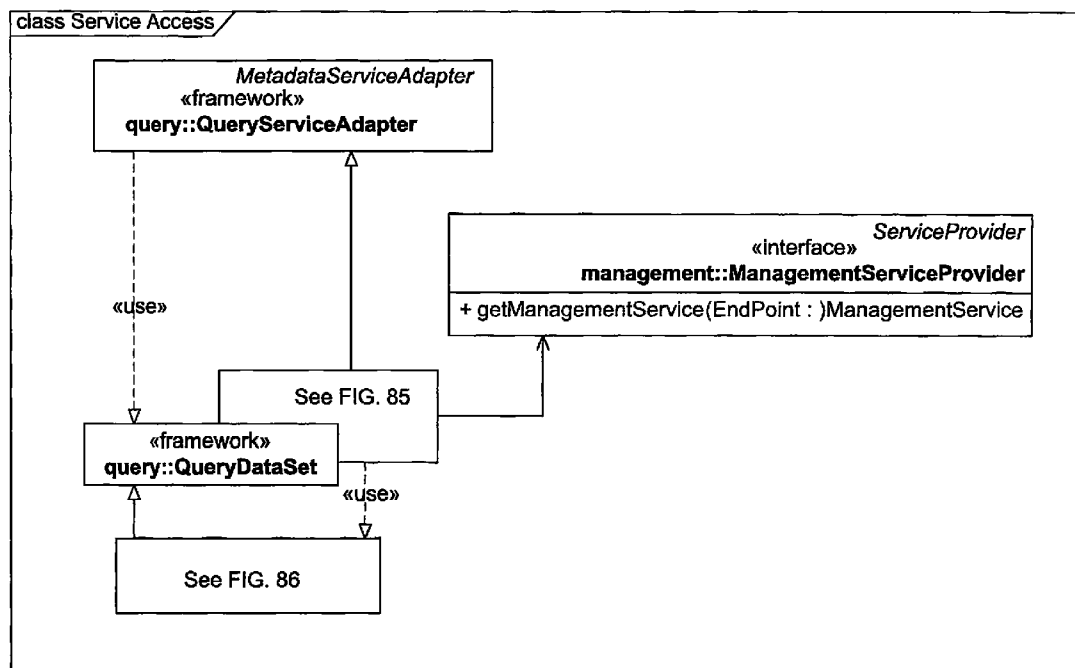 class Service Access
MetadataServiceAdapter
«framework»
query::QueryServiceAdapter
ServiceProvider
«interface»
management::ManagementServiceProvider
+ getManagementService(EndPoint : )ManagementService
«use»
See FIG. 85
«framework»
query::QueryDataSet
«use»
See FIG. 86